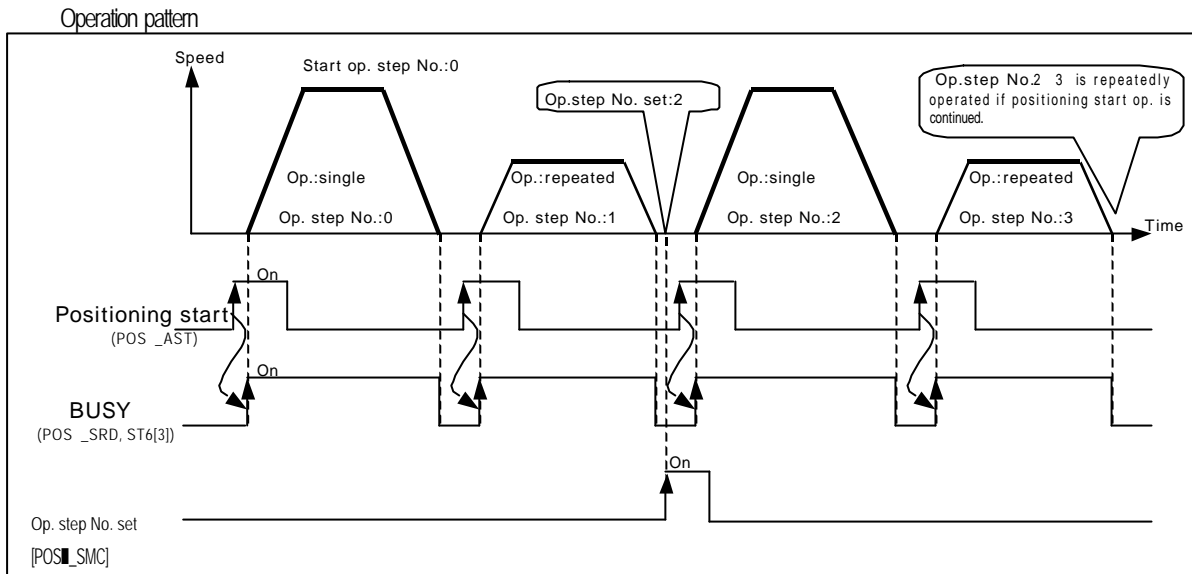 Operation pattern
Speed
Start op. step No.:0
Op.step No. set:2
Op.step No.2 3 is repeatedly
operated if positioning start op. is
continued.
Op.:single
Op.:repeated
Op.:single
Op.:repeated
Op. step No.:0
Op. step No.:1
Op. step No.:2
Op. step No.:3
Time
On
Positioning start
(POS _AST)
On
BUSY
(POS _SRD, ST6[3])
On
Op. step No. set
[POS■_SMC]